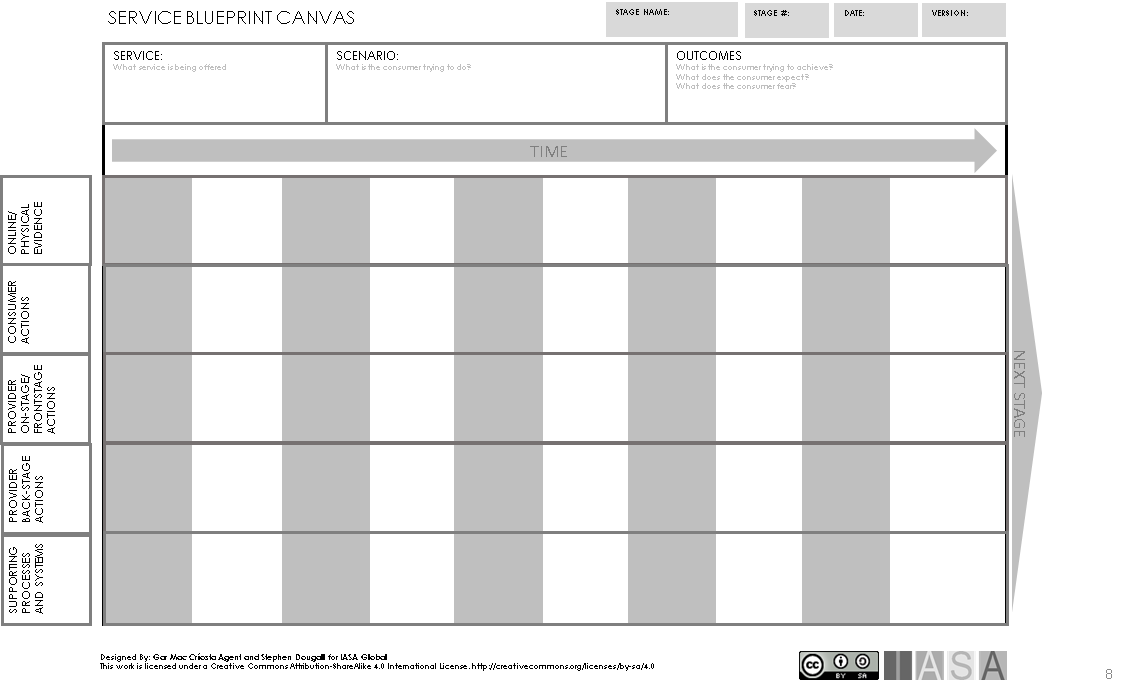 SERVICE BLUEPRINT CANVAS
STAGE NAME:
STAGE #:
DATE:
VERSION:
SERVICE:
What service is being offered
SCENARIO:
What is the consumer trying to do?
OUTCOMES
What is the consumer trying to achieve?
What does the consumer expect?
What does the consumer fear?
TIME
ONLINE/
PHYSICAL
EVIDENCE
CONSUMER
ACTIONS
PROVIDER
ON-STAGE/
FRONTSTAGE
ACTIONS
PROVIDER
BACK-STAGE
ACTIONS
SUPPORTING
PROCESSES
AND SYSTEMS
NEXT STAGE
Designed By: Gar Mac Críosta Agent and Stephen Dougall for IASA Global
This work is licensed under a Creative Commons Attribution-ShareAlike 4.0 International License. http://creativecommons.org/licenses/by-sa/4.0
cc
BY SA
IASA
8